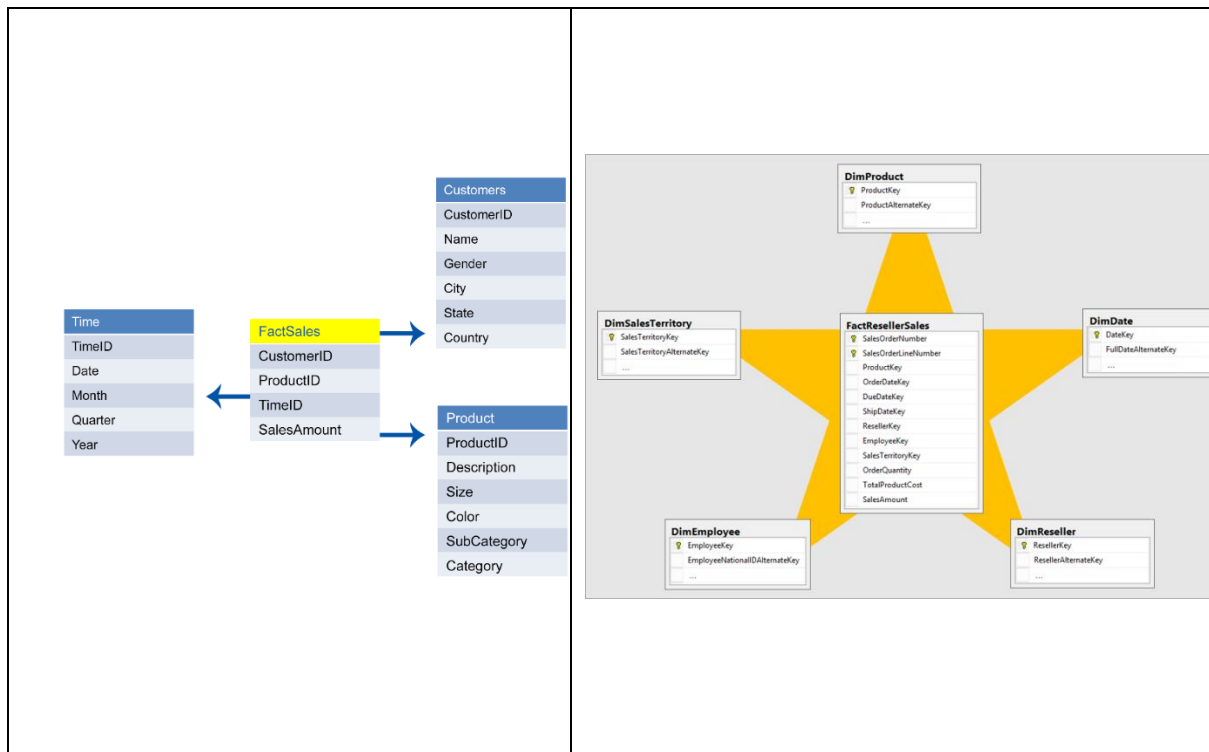 Customers
CustomerID
Name
Gender
City
State
Country
Time
TimeID
Date
Month
Quarter
Year
FactSales
CustomerID
ProductID
TimeID
SalesAmount
Product
ProductID
Description
Size
Color
SubCategory
Category
DimProduct
ProductKey
ProductAlternateKey
...
DimSalesTerritory
SalesTerritoryKey
SalesTerritoryAlternateKey
...
FactResellerSales
SalesOrderNumber
SalesOrderLineNumber
ProductKey
OrderDateKey
DueDateKey
ShipDateKey
ResellerKey
EmployeeKey
SalesTerritoryKey
OrderQuantity
TotalProductCost
SalesAmount
DimDate
DateKey
FullDateAlternateKey
...
DimEmployee
EmployeeKey
EmployeeNationalIDAlternateKey
...
DimReseller
ResellerKey
ResellerAlternateKey
...